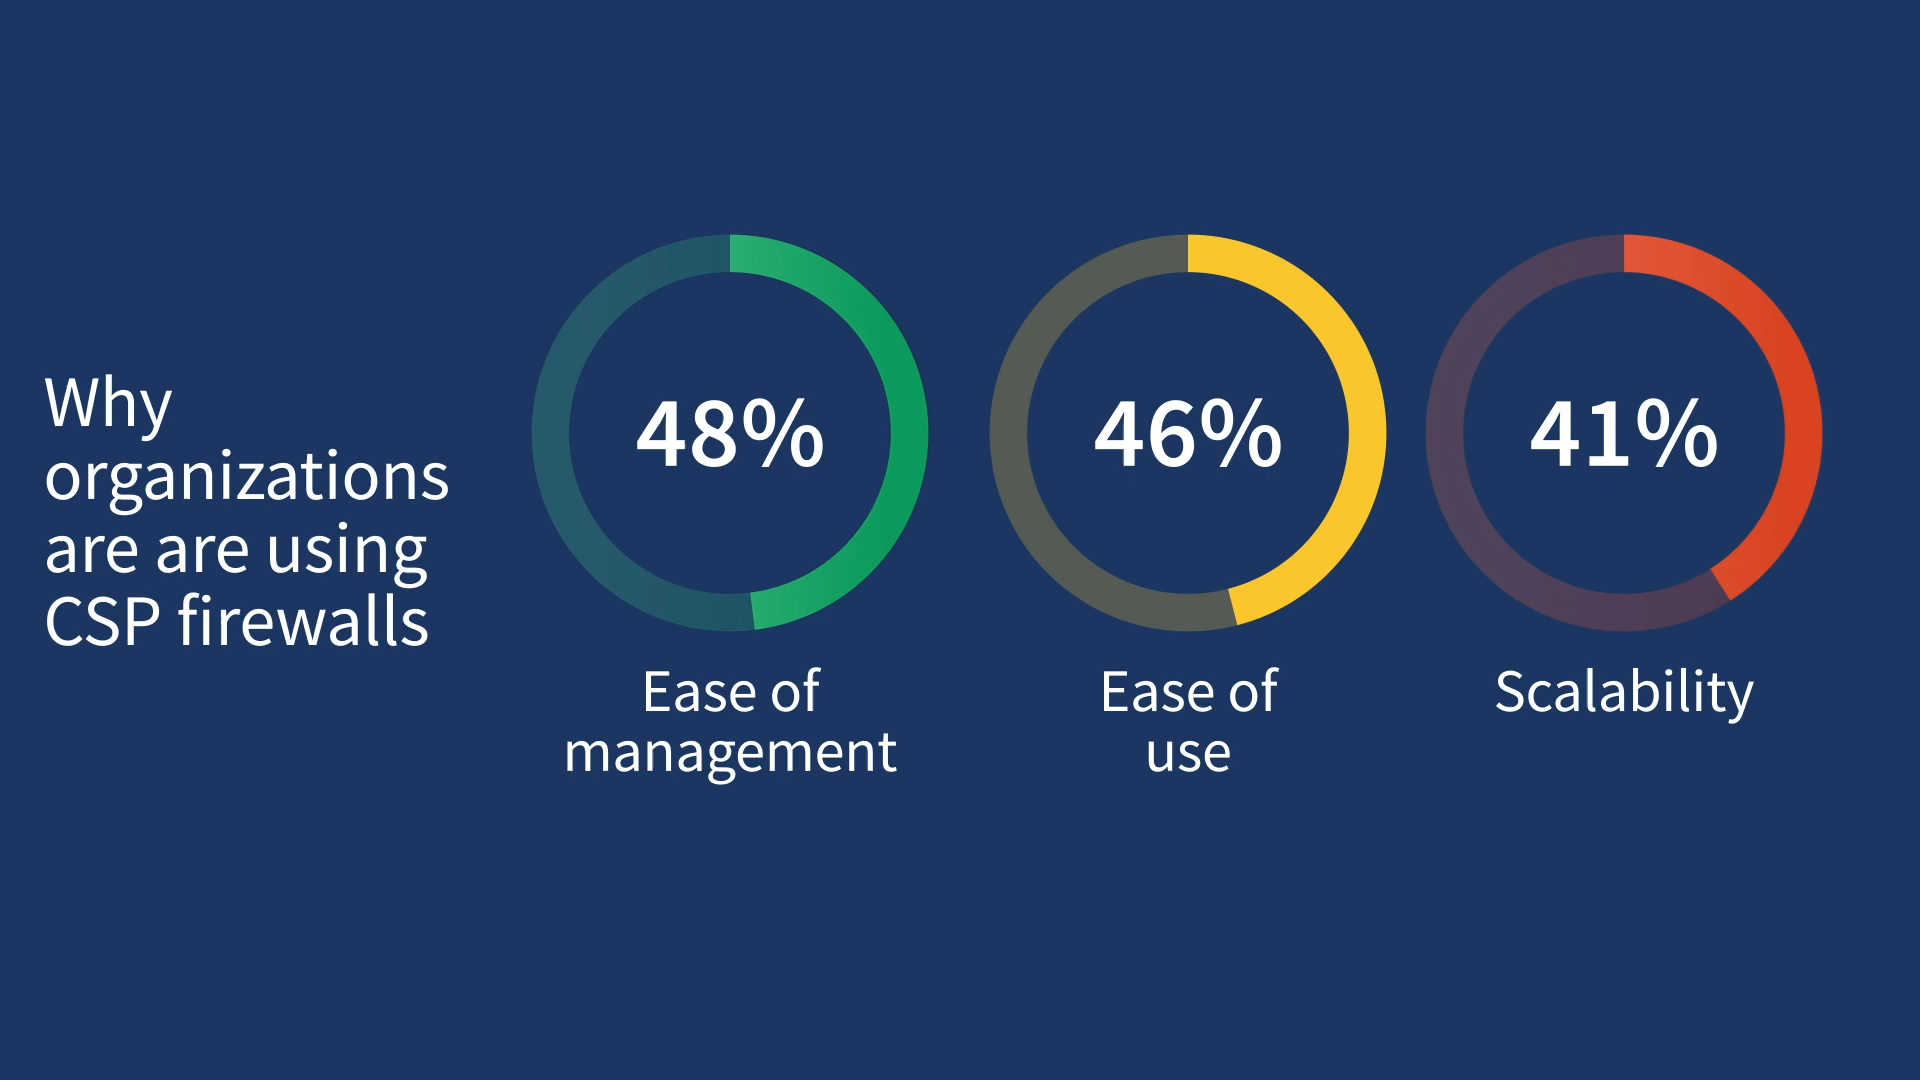 Why
organizations
are are using
CSP firewalls
48%
Ease of
management
46%
Ease of
use
41%
Scalability